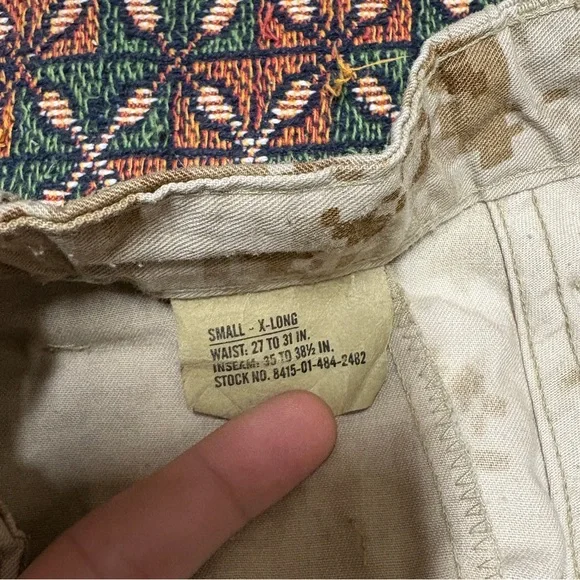 SMALL - X-LONG
WAIST: 27 TO 31 IN.
INSEAM: 35 TO 38½ IN.
STOCK NO. 8415-01-484-2482